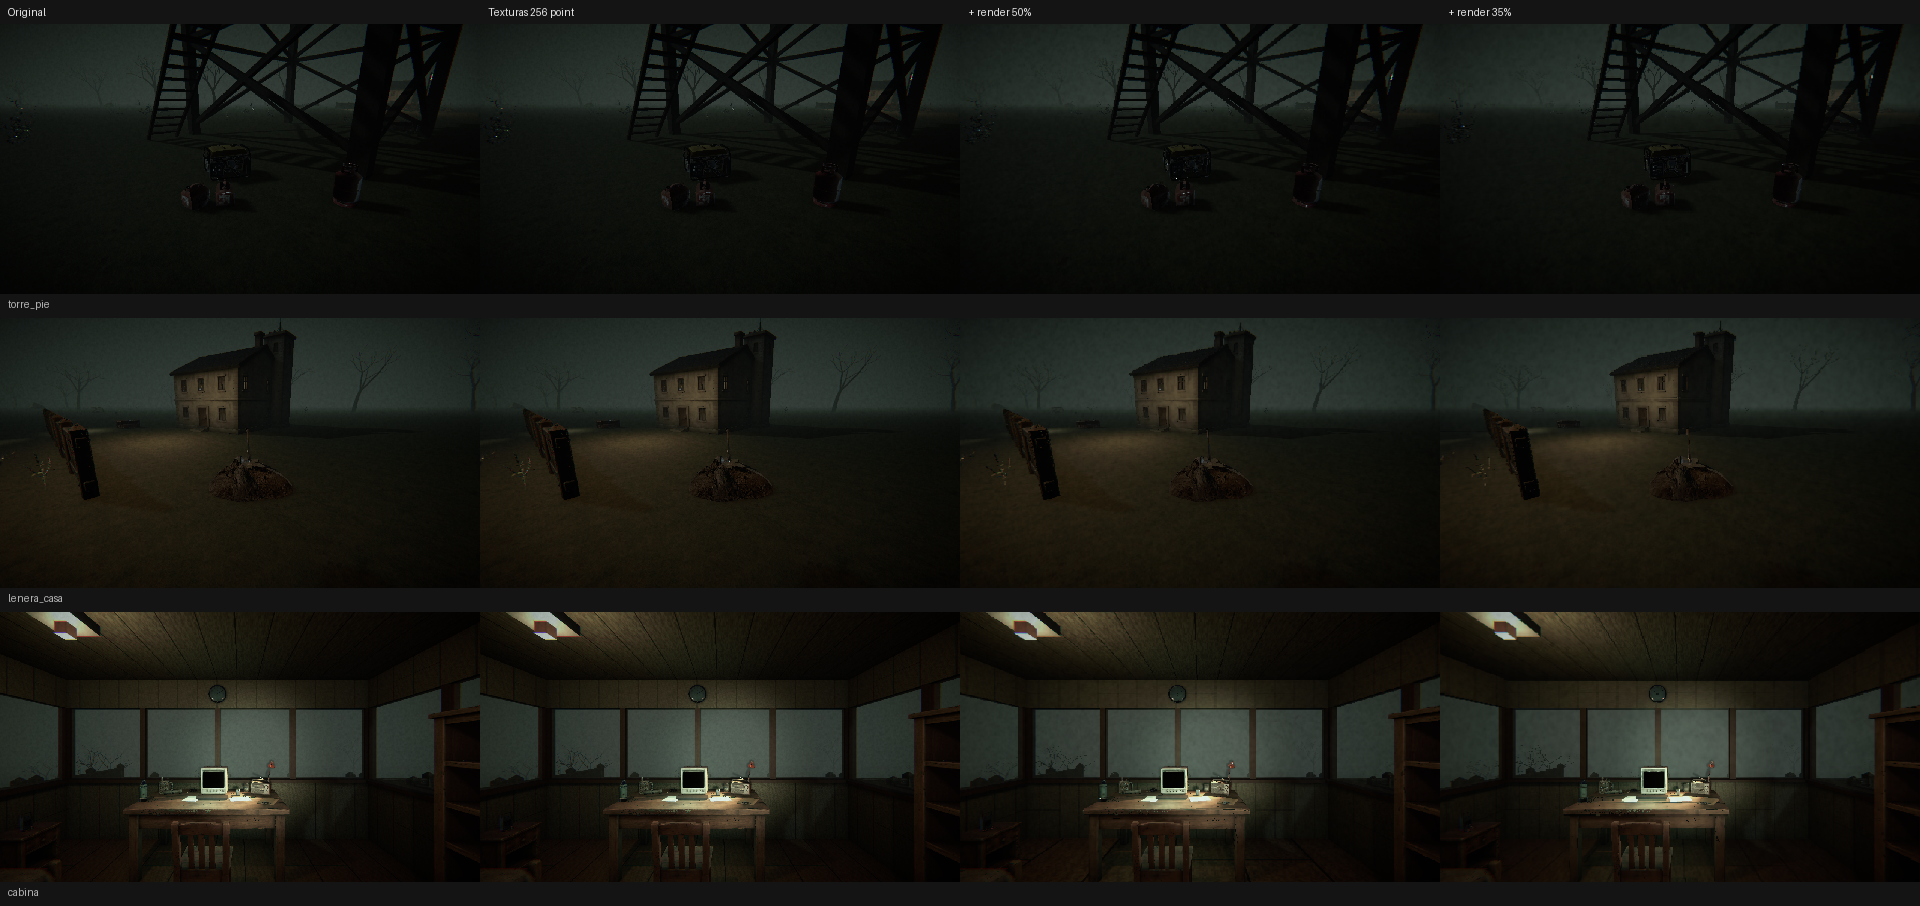 Original
Texturas 256 point
+ render 50%
+ render 35%
torre_pie
lenera_casa
cabina